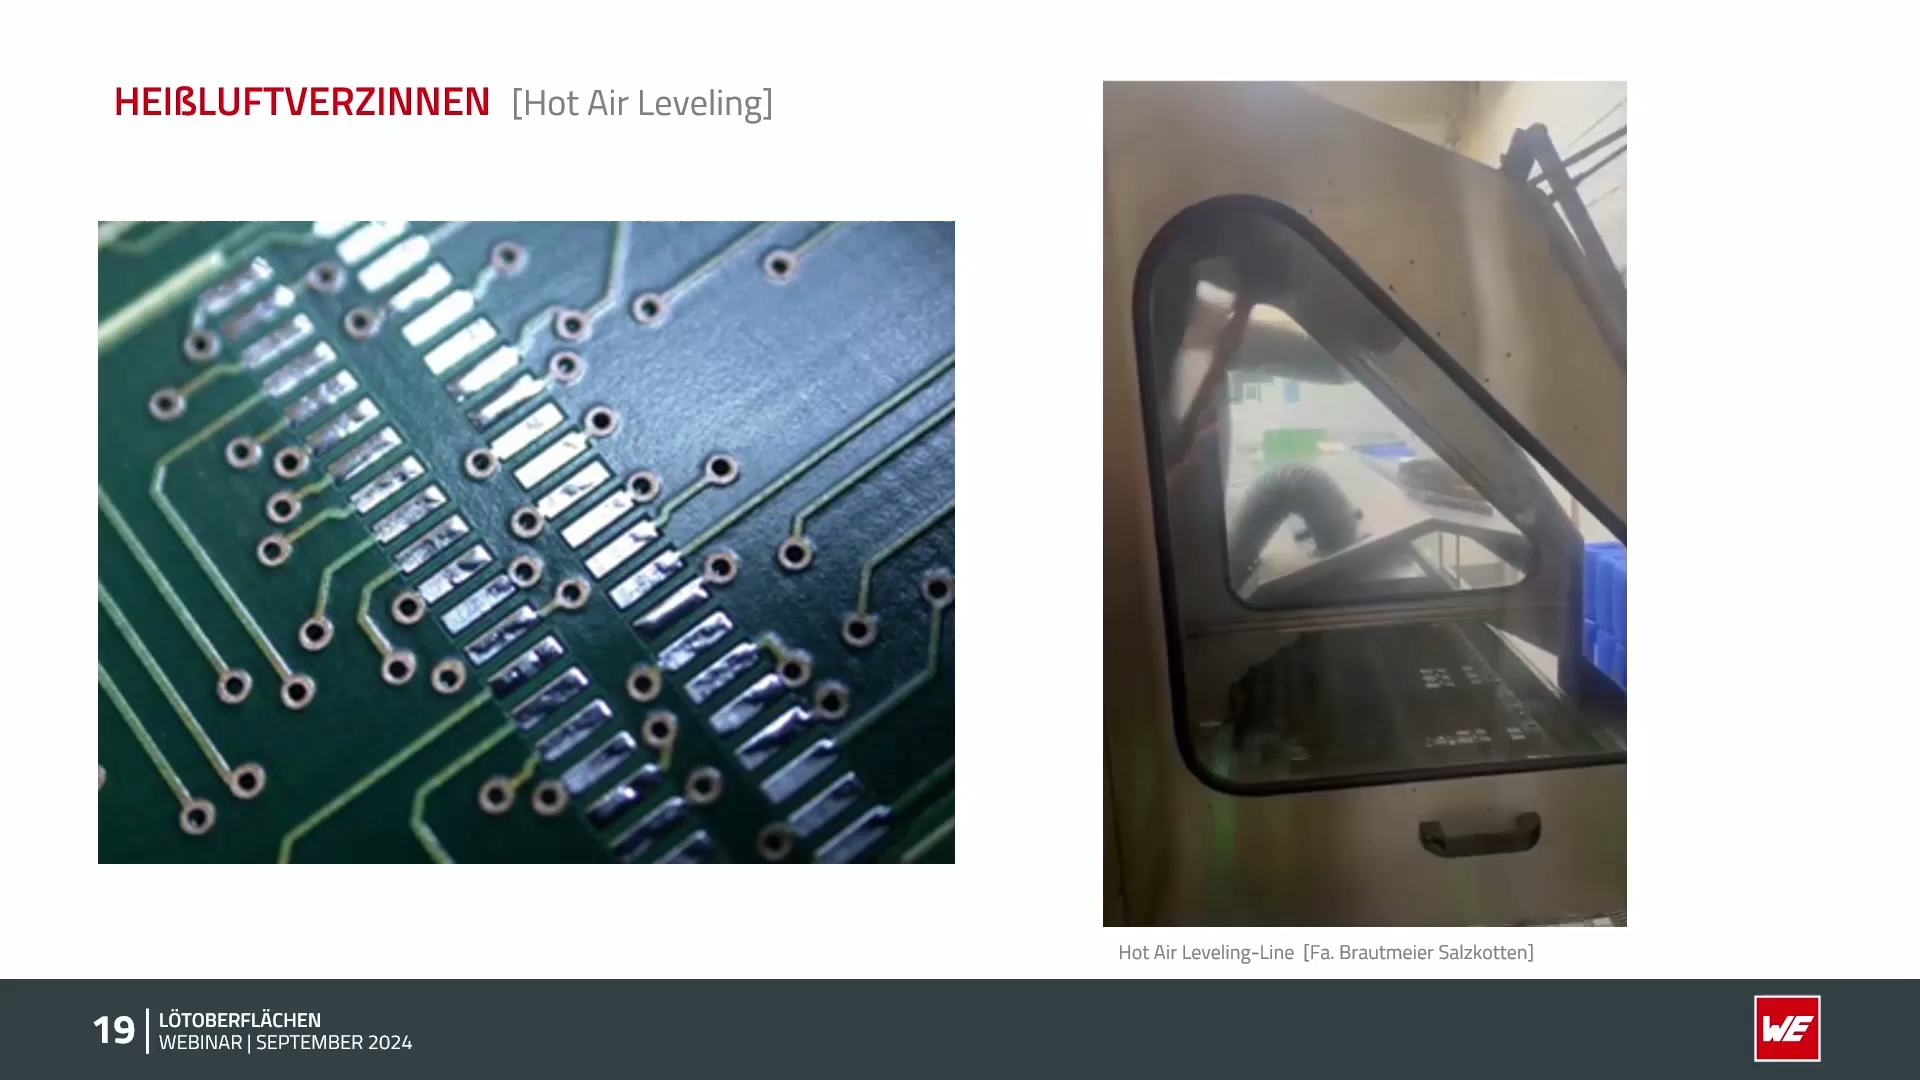 HEIßLUFTVERZINNEN [Hot Air Leveling]
Hot Air Leveling-Line [Fa. Brautmeier Salzkotten]
19
LÖTOBERFLÄCHEN
WEBINAR | SEPTEMBER 2024
WE